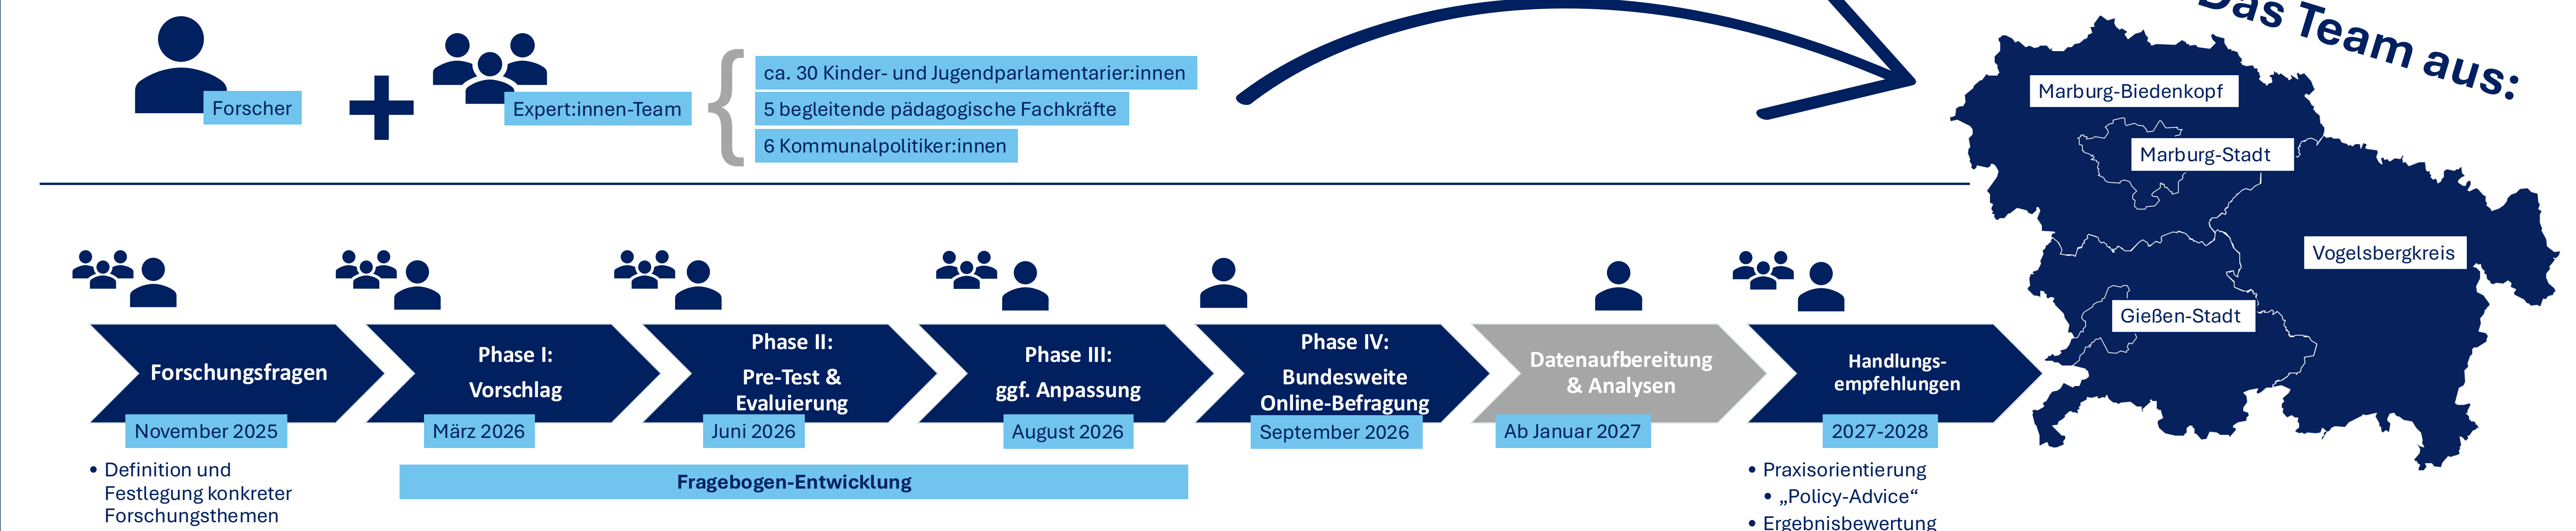 Das Team aus:
Forscher
Expert:innen-Team
ca. 30 Kinder- und Jugendparlamentarier:innen
5 begleitende pädagogische Fachkräfte
6 Kommunalpolitiker:innen
Marburg-Biedenkopf
Marburg-Stadt
Vogelsbergkreis
Gießen-Stadt
Forschungsfragen
November 2025
• Definition und
Festlegung konkreter
Forschungsthemen
Phase I:
Vorschlag
März 2026
Phase II:
Pre-Test &
Evaluierung
Juni 2026
Phase III:
ggf. Anpassung
August 2026
Fragebogen-Entwicklung
Phase IV:
Bundesweite
Online-Befragung
September 2026
Datenaufbereitung
& Analysen
Ab Januar 2027
Handlungs-
empfehlungen
2027-2028
• Praxisorientierung
• „Policy-Advice“
• Ergebnisbewertung